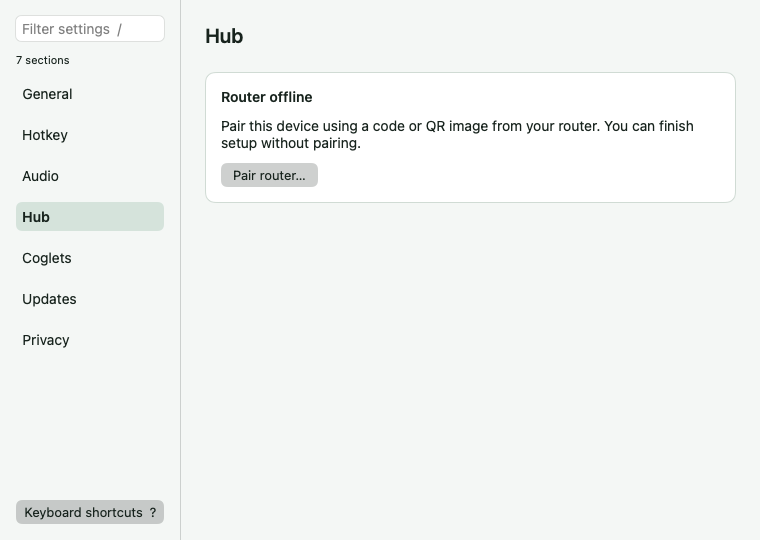 Filter settings /
7 sections
General
Hotkey
Audio
Hub
Coglets
Updates
Privacy
Keyboard shortcuts ?
Hub
Router offline
Pair this device using a code or QR image from your router. You can finish
setup without pairing.
Pair router...